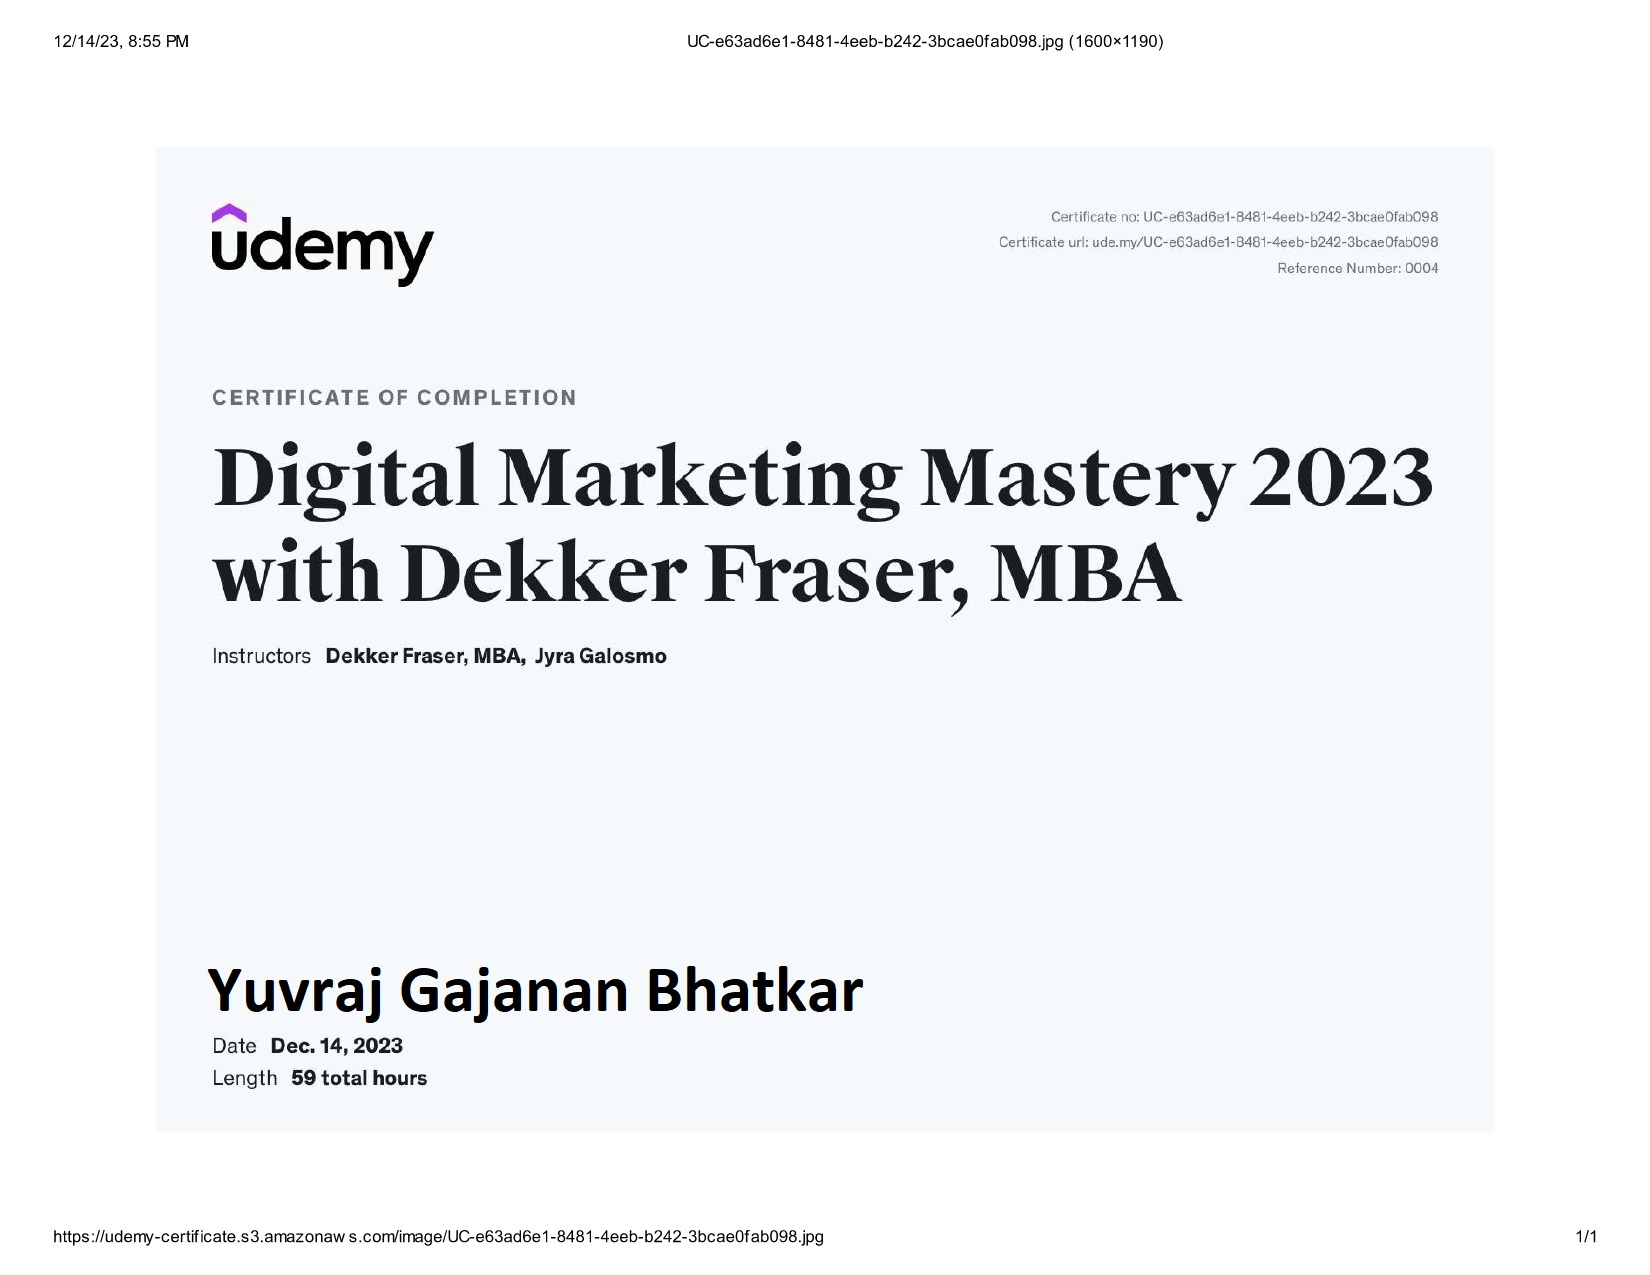 12/14/23, 8:55 PM
UC-e63ad6e1-8481-4eeb-b242-3bcae0fab098.jpg (1600×1190)
udemy
Certificate no: UC-e63ad6e1-8481-4eeb-b242-3bcae0fab098
Certificate url: ude.my/UC-e63ad6e1-8481-4eeb-b242-3bcae0fab098
Reference Number: 0004
CERTIFICATE OF COMPLETION
Digital Marketing Mastery 2023
with Dekker Fraser, MBA
Instructors Dekker Fraser, MBA, Jyra Galosmo
Yuvraj Gajanan Bhatkar
Date Dec. 14, 2023
Length 59 total hours
https://udemy-certificate.s3.amazonaws.com/image/UC-e63ad6e1-8481-4eeb-b242-3bcae0fab098.jpg
1/1